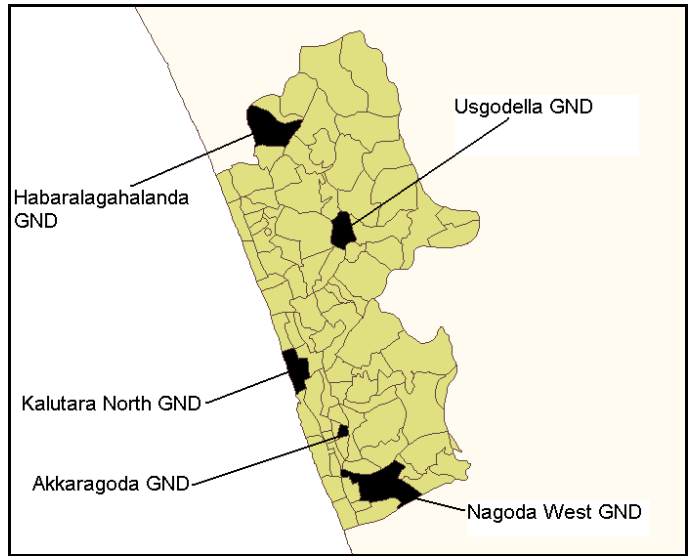 Usgodella GND
Habaralagahalanda
GND
Kalutara North GND
Akkaragoda GND
Nagoda West GND